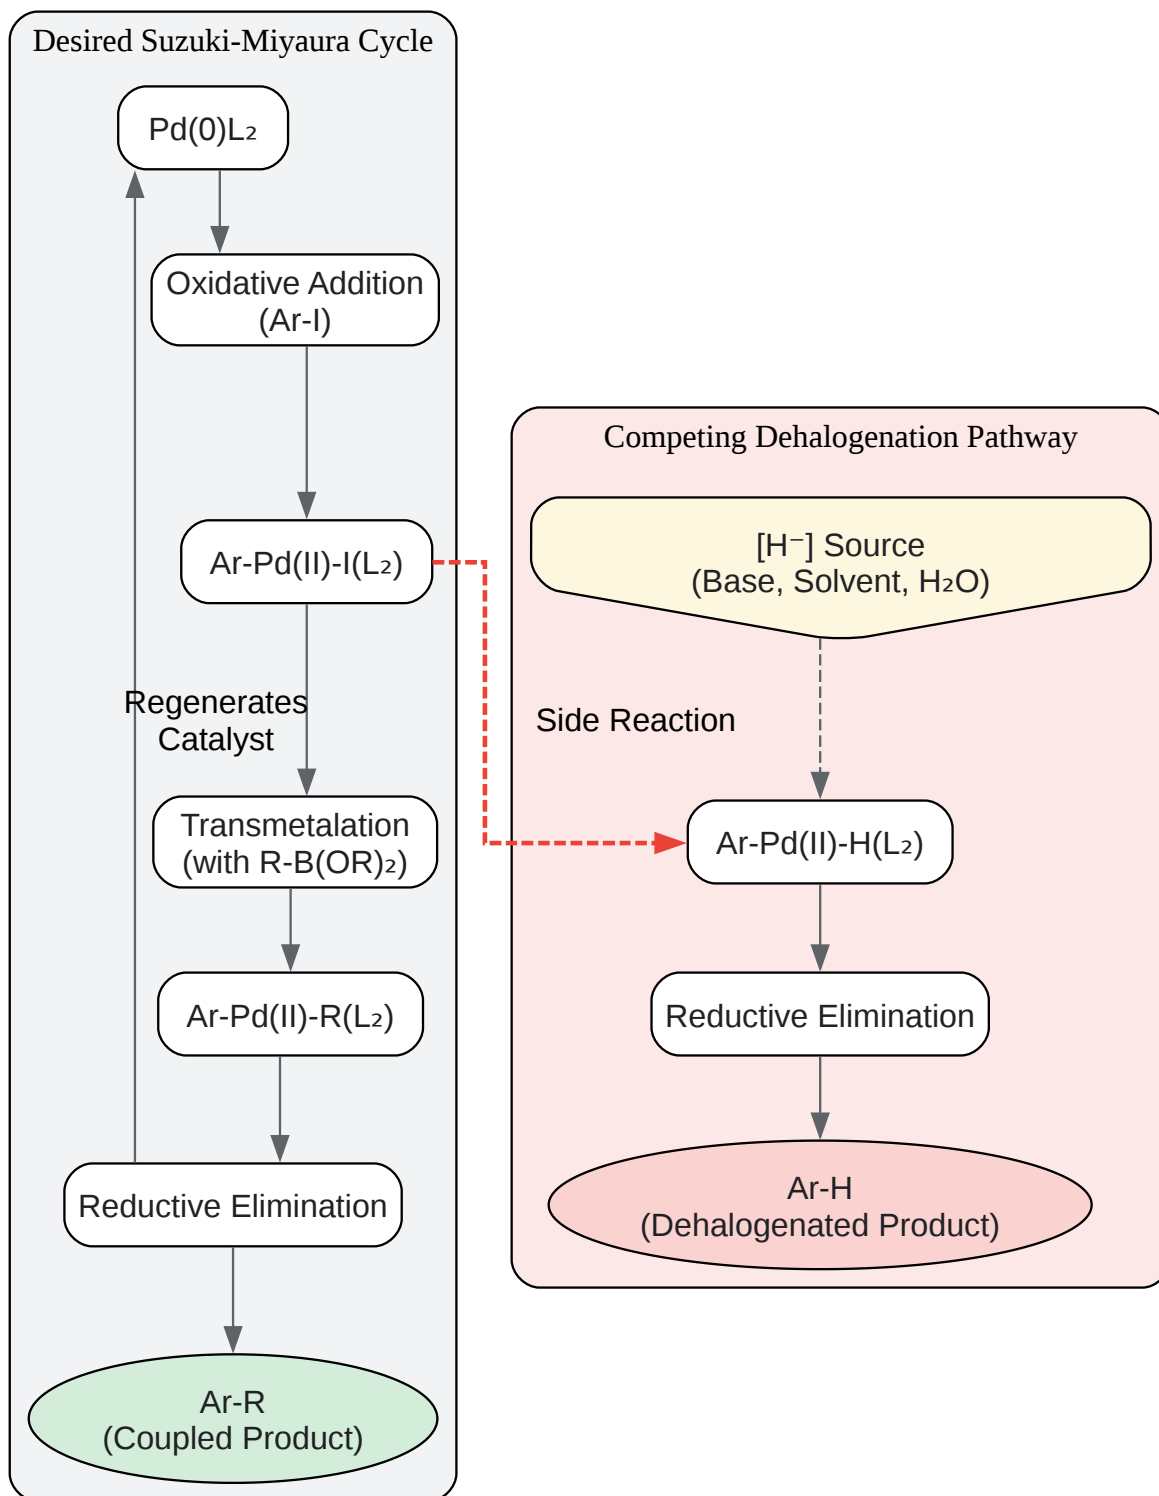 Desired Suzuki-Miyaura Cycle
Pd(0)L₂
Oxidative Addition
(Ar-I)
Ar-Pd(II)-I(L₂)
Regenerates
Catalyst
Transmetalation
(with R-B(OR)₂)
Ar-Pd(II)-R(L₂)
Reductive Elimination
Ar-R
(Coupled Product)
Competing Dehalogenation Pathway
[H⁻] Source
(Base, Solvent, H₂O)
Side Reaction
Ar-Pd(II)-H(L₂)
Reductive Elimination
Ar-H
(Dehalogenated Product)